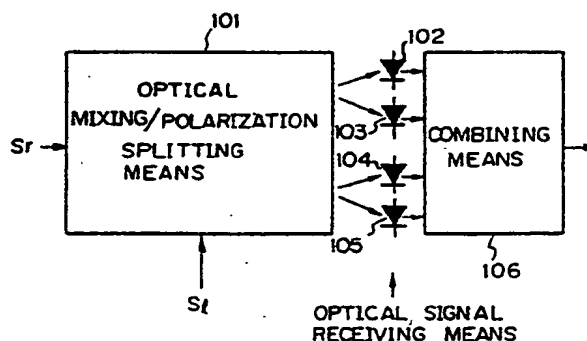 101
102
OPTICAL
MIXING/POLARIZATION
SPLITTING
MEANS
103
104
105
COMBINING
MEANS
Sr
Sℓ
106
OPTICAL, SIGNAL
RECEIVING MEANS